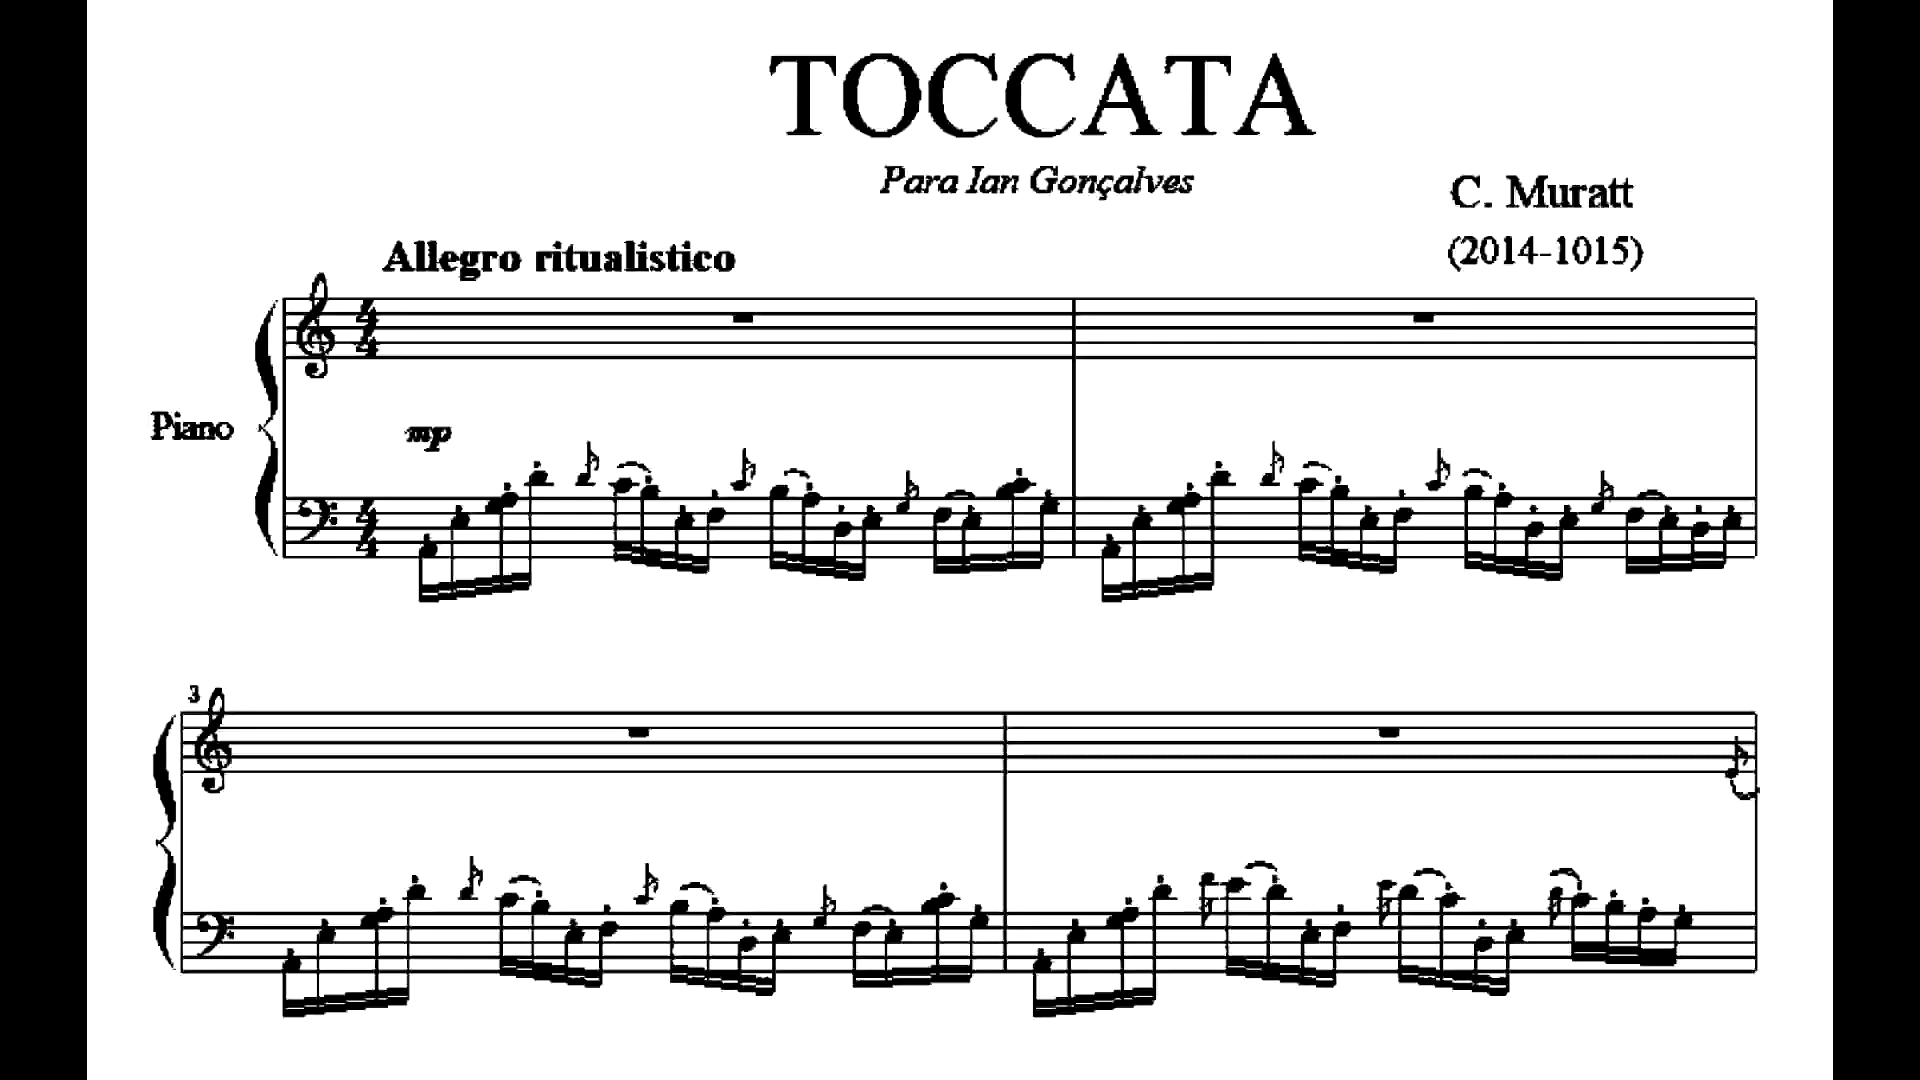 TOCCATA
Para Ian Gonçalves
C. Muratt
(2014-1015)
Allegro ritualistico
Piano
mp
3